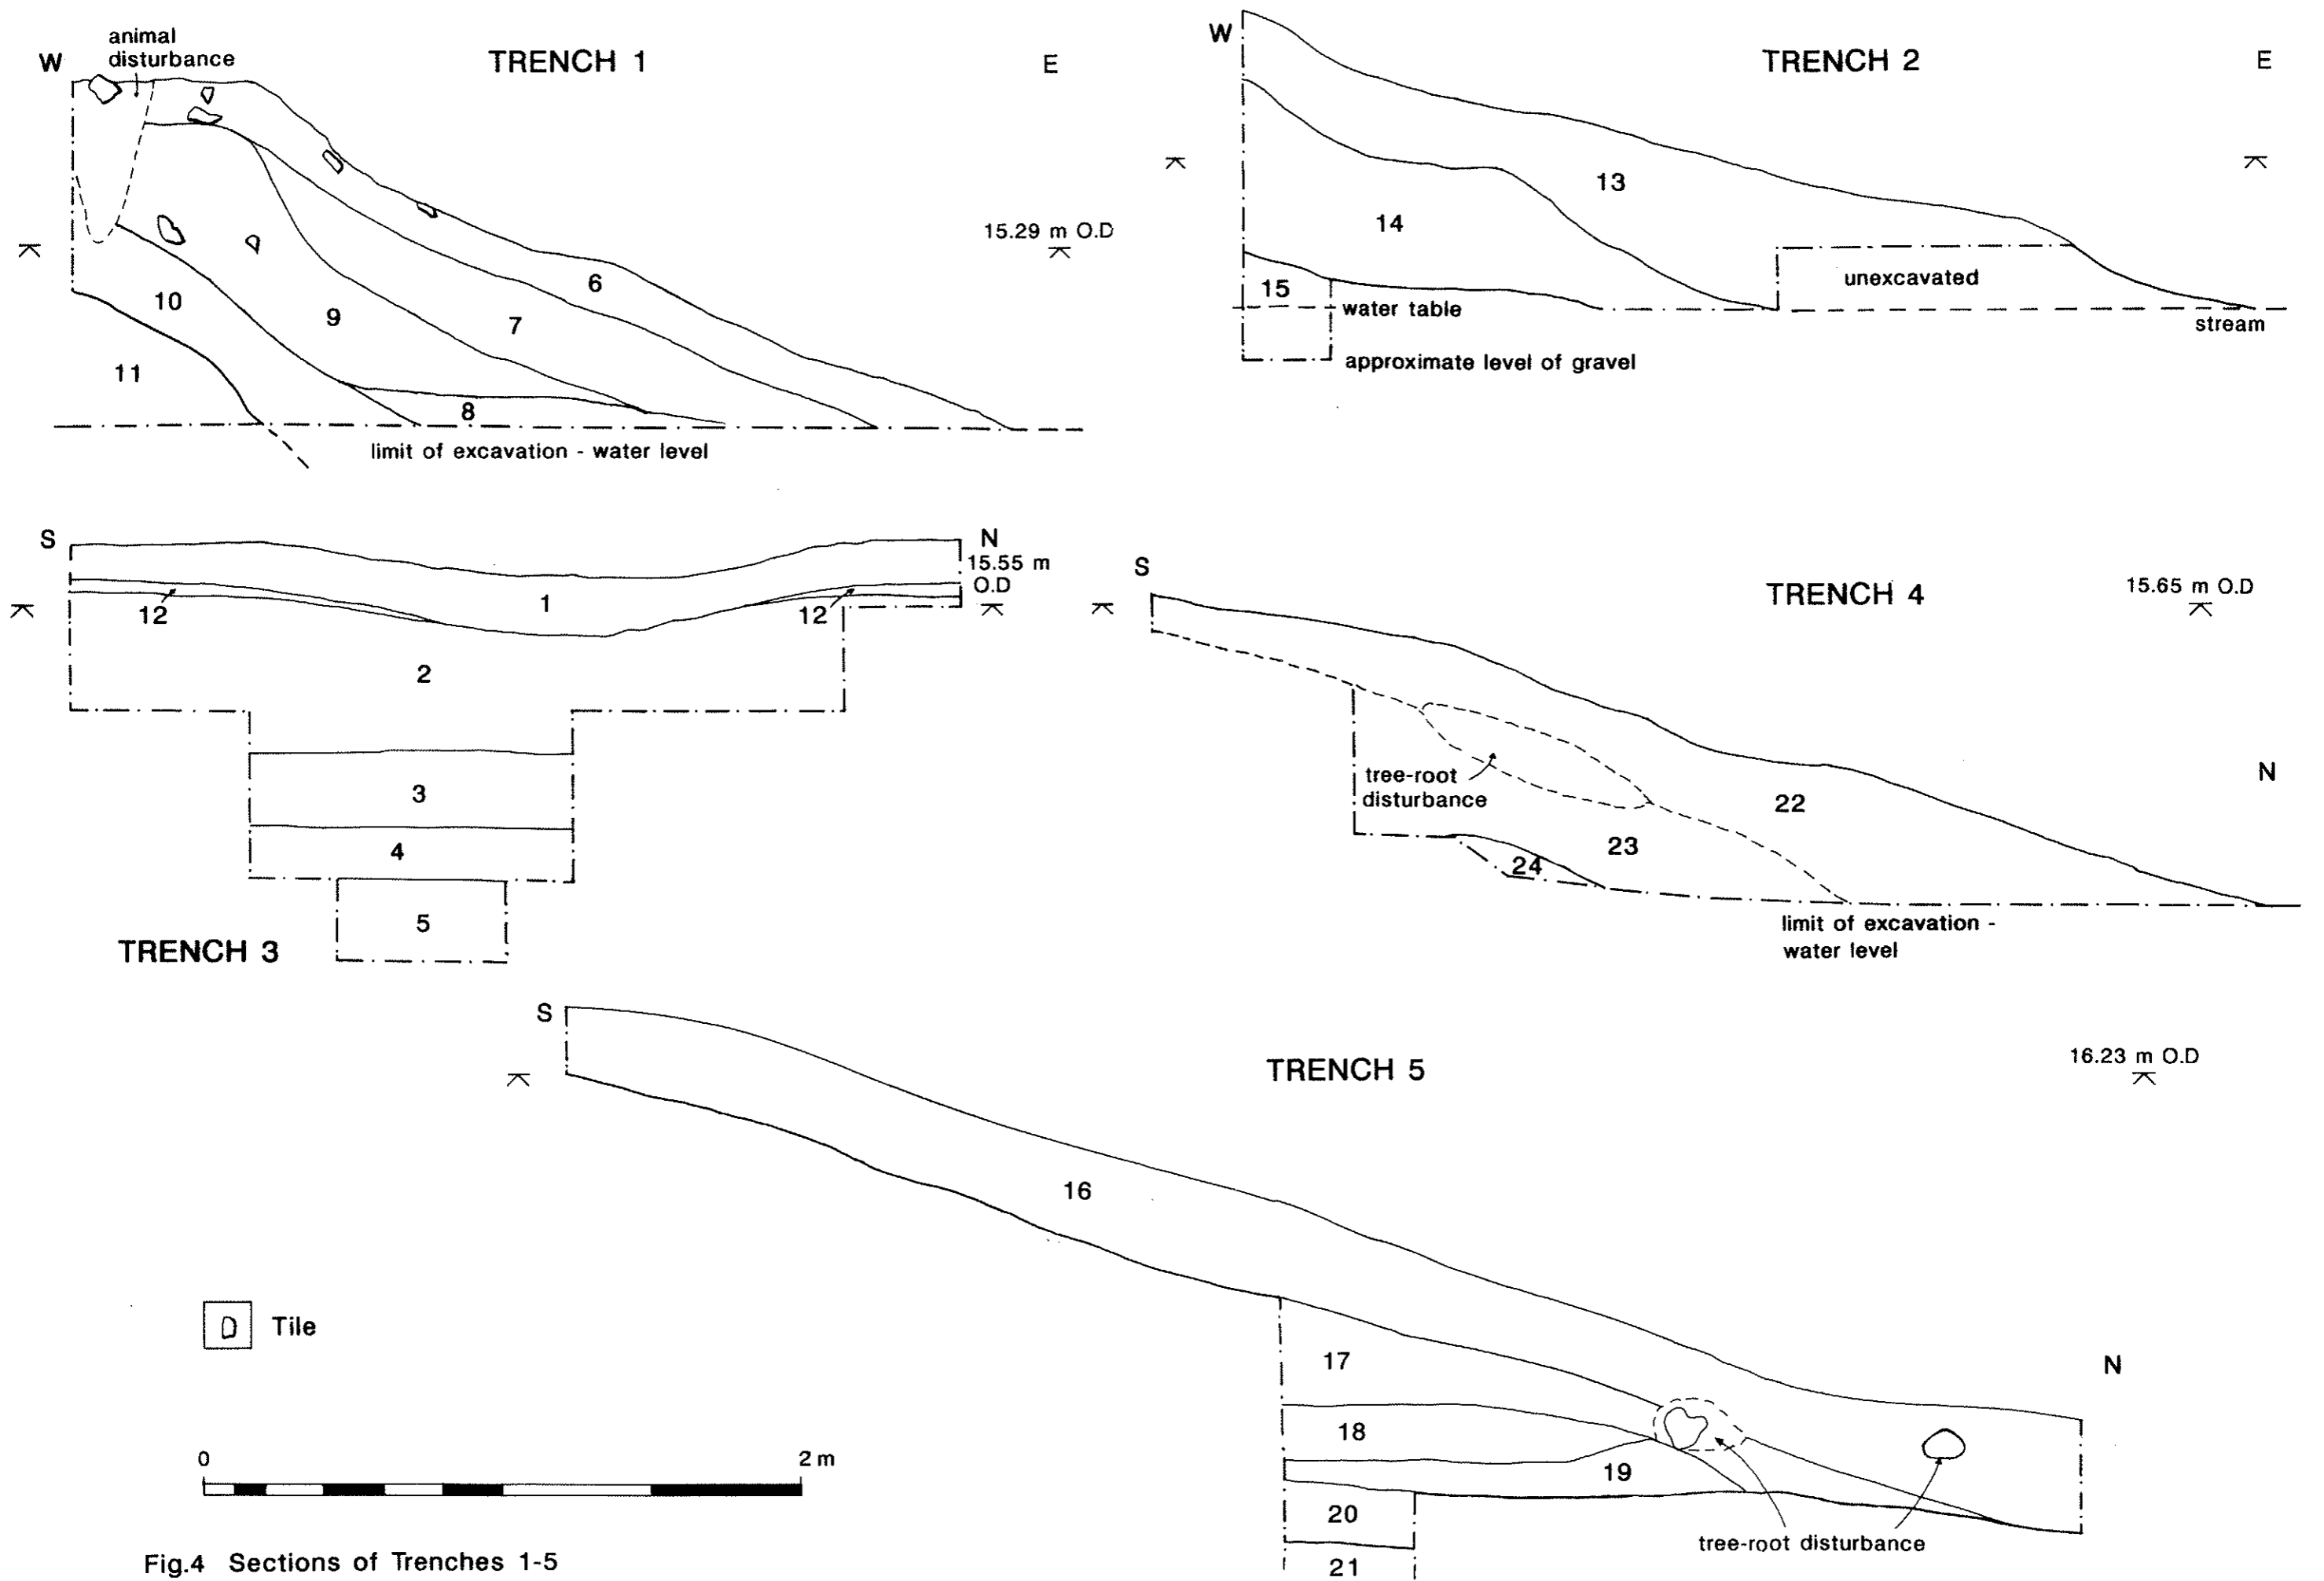 animal
disturbance
W
TRENCH 1
E
15.29 m O.D
6
7
8
9
10
11
limit of excavation - water level
W
TRENCH 2
E
13
14
15
water table
approximate level of gravel
unexcavated
stream
S
N
15.55 m
O.D
12
1
12
2
3
4
5
TRENCH 3
S
TRENCH 4
15.65 m O.D
N
tree-root
disturbance
22
23
24
limit of excavation -
water level
S
TRENCH 5
16.23 m O.D
16
17
18
19
20
21
N
tree-root disturbance
D Tile
0 2 m
Fig.4 Sections of Trenches 1-5